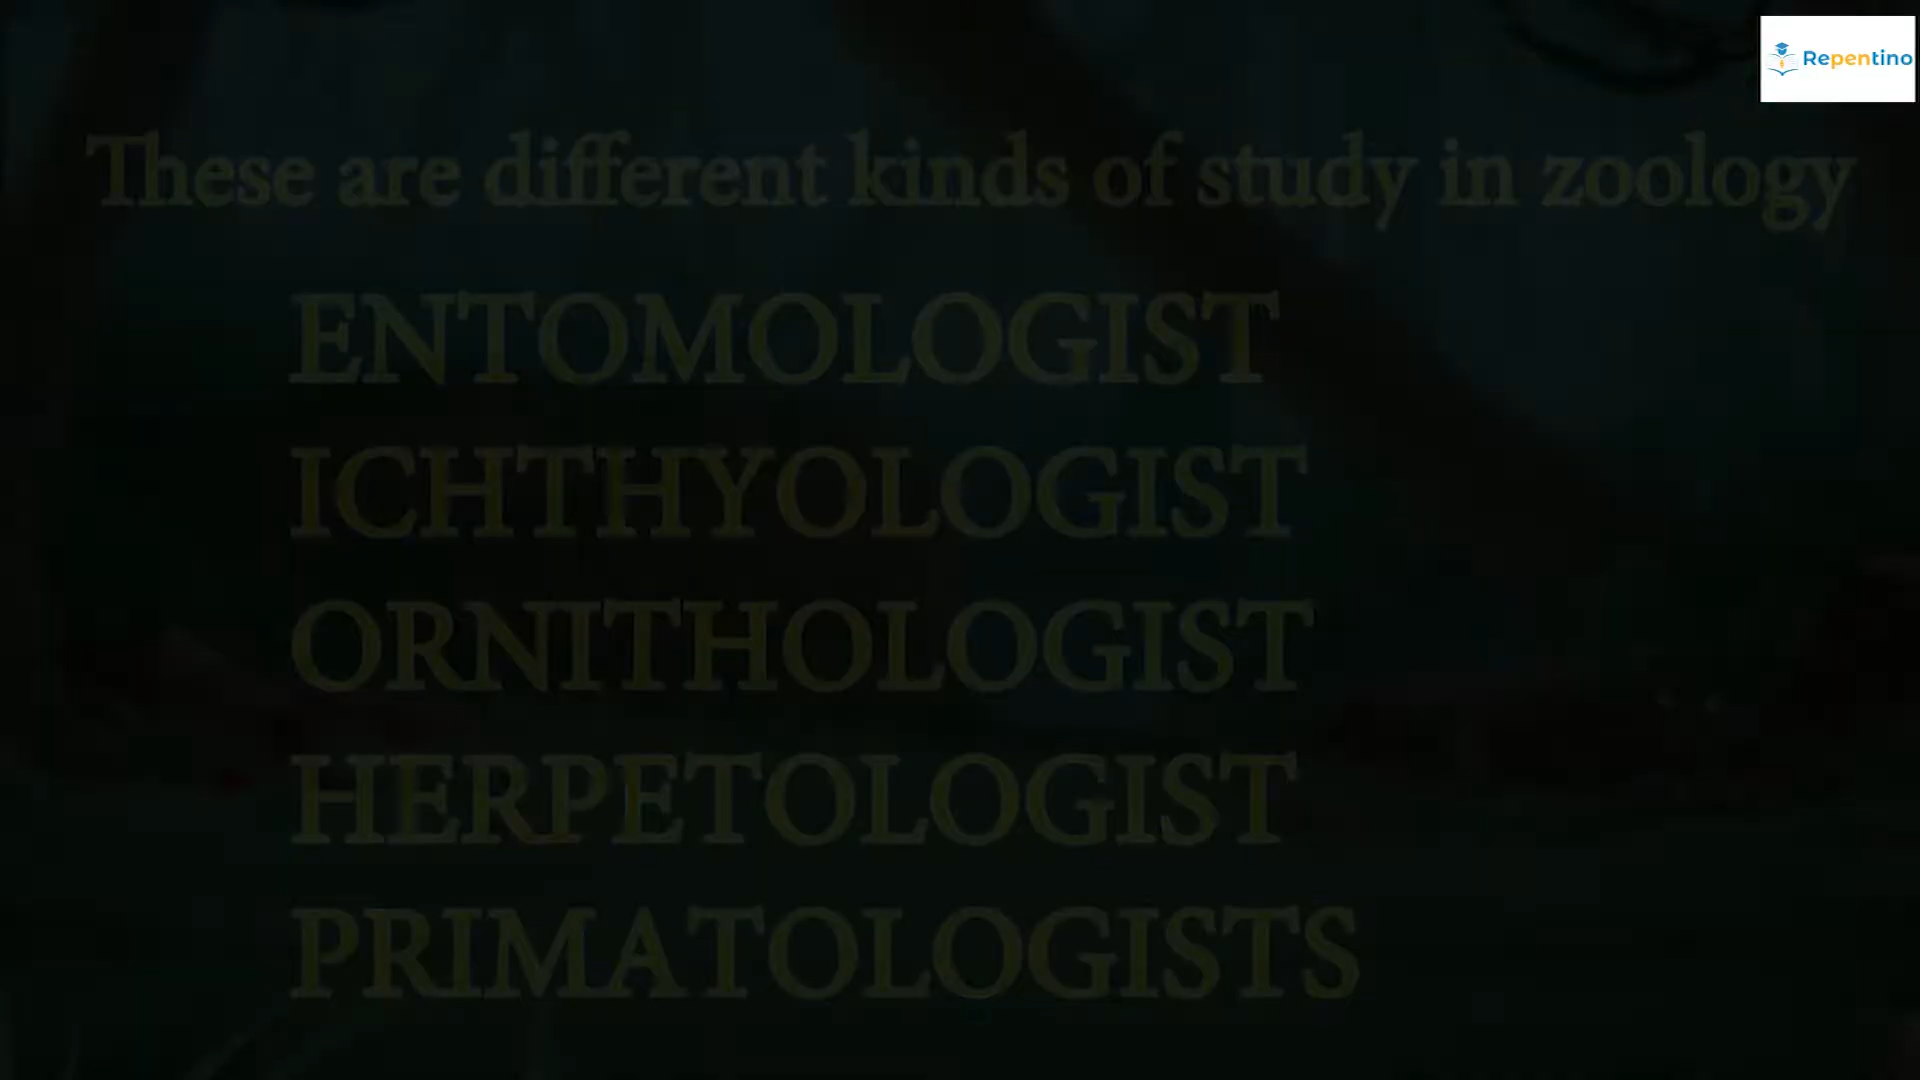 Repentino
These are different kinds of study in zoology
ENTOMOLOGIST
ICHTHYOLOGIST
ORNITHOLOGIST
HERPETOLOGIST
PRIMATOLOGISTS